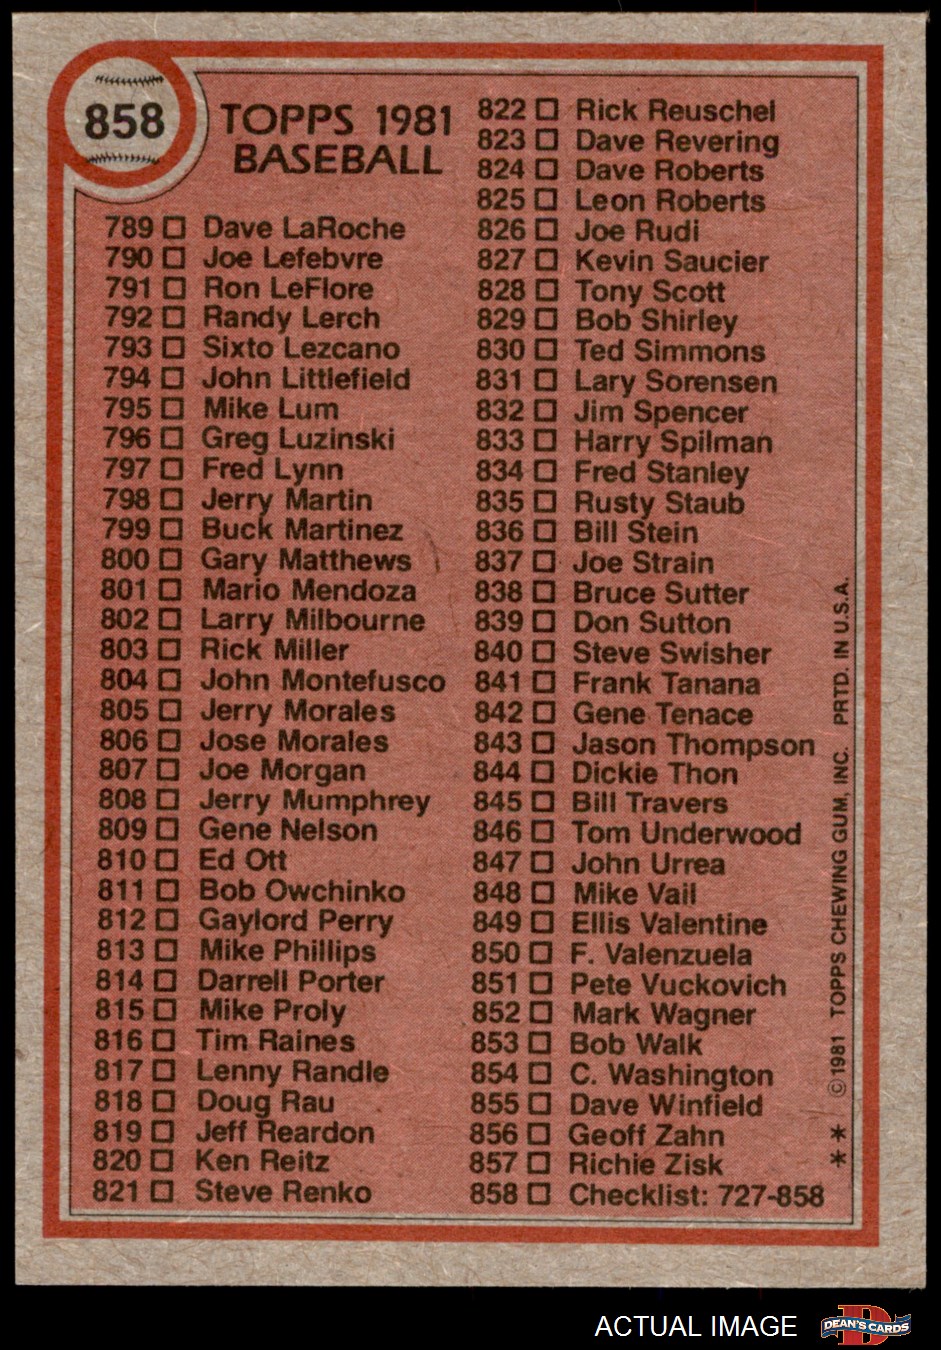 858
TOPPS 1981
BASEBALL
789 Dave LaRoche
790 Joe Lefebvre
791 Ron LeFlore
792 Randy Lerch
793 Sixto Lezcano
794 John Littlefield
795 Mike Lum
796 Greg Luzinski
797 Fred Lynn
798 Jerry Martin
799 Buck Martinez
800 Gary Matthews
801 Mario Mendoza
802 Larry Milbourne
803 Rick Miller
804 John Montefusco
805 Jerry Morales
806 Jose Morales
807 Joe Morgan
808 Jerry Mumphrey
809 Gene Nelson
810 Ed Ott
811 Bob Owchinko
812 Gaylord Perry
813 Mike Phillips
814 Darrell Porter
815 Mike Proly
816 Tim Raines
817 Lenny Randle
818 Doug Rau
819 Jeff Reardon
820 Ken Reitz
821 Steve Renko
822 Rick Reuschel
823 Dave Revering
824 Dave Roberts
825 Leon Roberts
826 Joe Rudi
827 Kevin Saucier
828 Tony Scott
829 Bob Shirley
830 Ted Simmons
831 Lary Sorensen
832 Jim Spencer
833 Harry Spilman
834 Fred Stanley
835 Rusty Staub
836 Bill Stein
837 Joe Strain
838 Bruce Sutter
839 Don Sutton
840 Steve Swisher
841 Frank Tanana
842 Gene Tenace
843 Jason Thompson
844 Dickie Thon
845 Bill Travers
846 Tom Underwood
847 John Urrea
848 Mike Vail
849 Ellis Valentine
850 F. Valenzuela
851 Pete Vuckovich
852 Mark Wagner
853 Bob Walk
854 C. Washington
855 Dave Winfield
856 Geoff Zahn
857 Richie Zisk
858 Checklist: 727-858
* * ©1981 TOPPS CHEWING GUM, INC. PRTD. IN U.S.A.
ACTUAL IMAGE
DEAN'S CARDS